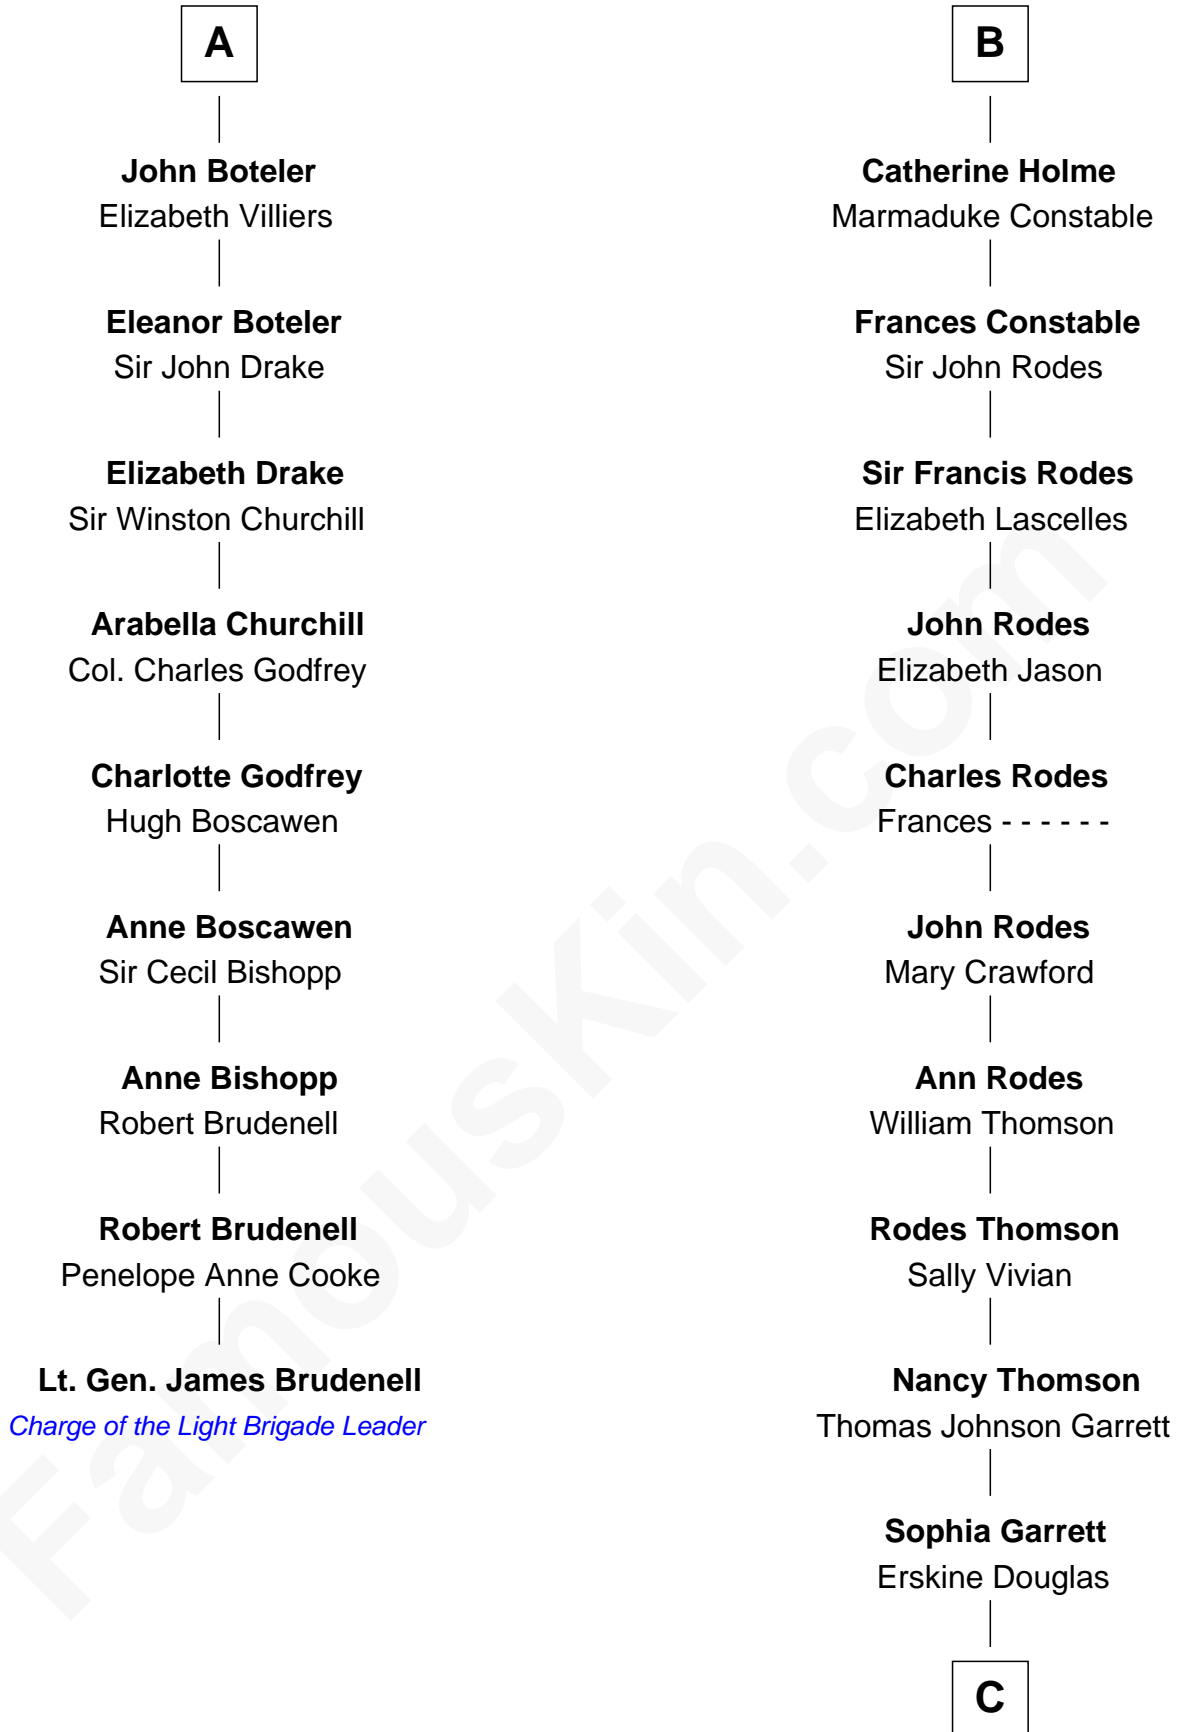 A
John Boteler
Elizabeth Villiers
Eleanor Boteler
Sir John Drake
Elizabeth Drake
Sir Winston Churchill
Arabella Churchill
Col. Charles Godfrey
Charlotte Godfrey
Hugh Boscawen
Anne Boscawen
Sir Cecil Bishopp
Anne Bishopp
Robert Brudenell
Robert Brudenell
Penelope Anne Cooke
Lt. Gen. James Brudenell
Charge of the Light Brigade Leader
B
Catherine Holme
Marmaduke Constable
Frances Constable
Sir John Rodes
Sir Francis Rodes
Elizabeth Lascelles
John Rodes
Elizabeth Jason
Charles Rodes
Frances - - - - - -
John Rodes
Mary Crawford
Ann Rodes
William Thomson
Rodes Thomson
Sally Vivian
Nancy Thomson
Thomas Johnson Garrett
Sophia Garrett
Erskine Douglas
C
FamousKin.com